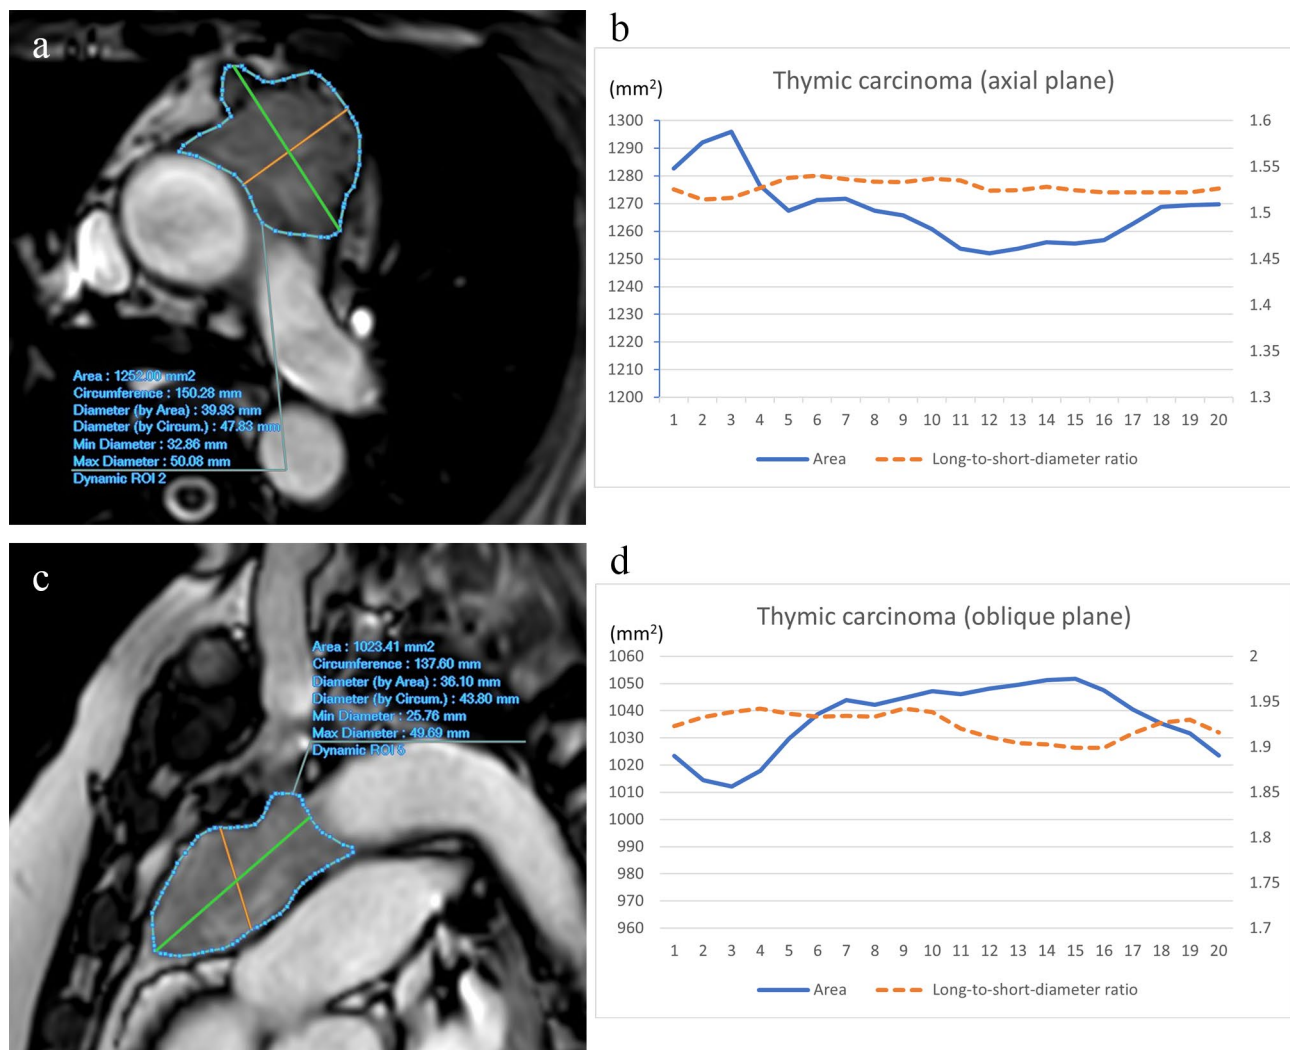 a
Area : 1252.00 mm2
Circumference : 150.28 mm
Diameter (by Area) : 39.93 mm
Diameter (by Circum.) : 47.83 mm
Min Diameter : 32.86 mm
Max Diameter : 50.08 mm
Dynamic ROI 2
b
Thymic carcinoma (axial plane)
(mm²)
1300
1290
1280
1270
1260
1250
1240
1230
1220
1210
1200
1.6
1.55
1.5
1.45
1.4
1.35
1.3
1 2 3 4 5 6 7 8 9 10 11 12 13 14 15 16 17 18 19 20
Area Long-to-short-diameter ratio
c
Area : 1023.41 mm2
Circumference : 137.60 mm
Diameter (by Area) : 36.10 mm
Diameter (by Circum.) : 43.80 mm
Min Diameter : 25.76 mm
Max Diameter : 49.69 mm
Dynamic ROI 5
d
Thymic carcinoma (oblique plane)
(mm²)
1060
1050
1040
1030
1020
1010
1000
990
980
970
960
2
1.95
1.9
1.85
1.8
1.75
1.7
1 2 3 4 5 6 7 8 9 10 11 12 13 14 15 16 17 18 19 20
Area Long-to-short-diameter ratio